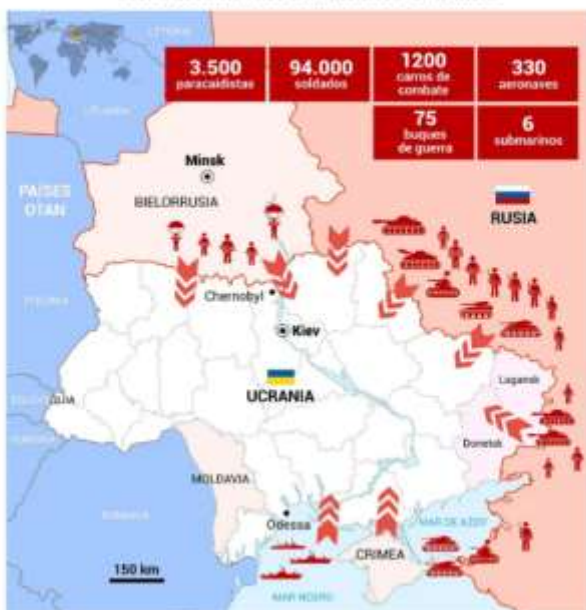 3.500
paracaidistas
94.000
soldados
1200
carros de
combate
330
aeronaves
75
buques
de guerra
6
submarinos
Minsk
BIELORRUSIA
PAÍSES
OTAN
RUSIA
Chernobyl
Kiev
UCRANIA
Lugansk
Donetsk
MOLDAVIA
Odessa
MAR DE AZOV
CRIMEA
MAR NEGRO
150 km